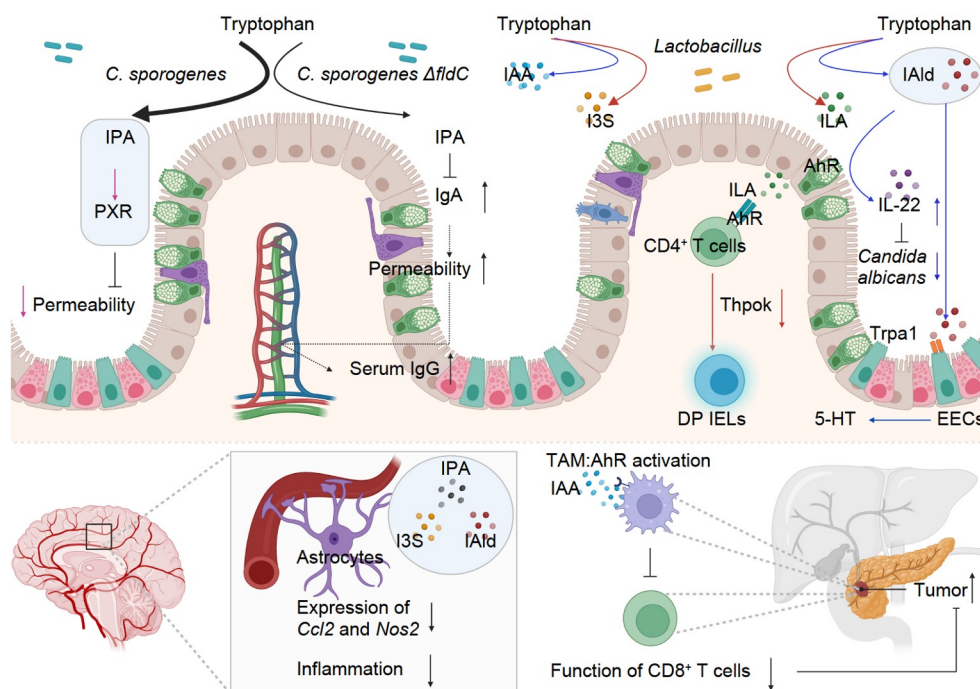 Tryptophan
C. sporogenes
C. sporogenes ΔfldC
IPA
PXR
Permeability
IPA
IgA
Permeability
Serum IgG
Tryptophan
Lactobacillus
Tryptophan
IAA
I3S
ILA
IAld
AhR
ILA
AhR
CD4⁺ T cells
IL-22
Candida
albicans
Thpok
Trpa1
DP IELs
5-HT
EECs
IPA
I3S
IAld
Astrocytes
Expression of
Ccl2 and Nos2
Inflammation
TAM:AhR activation
IAA
Tumor
Function of CD8⁺ T cells